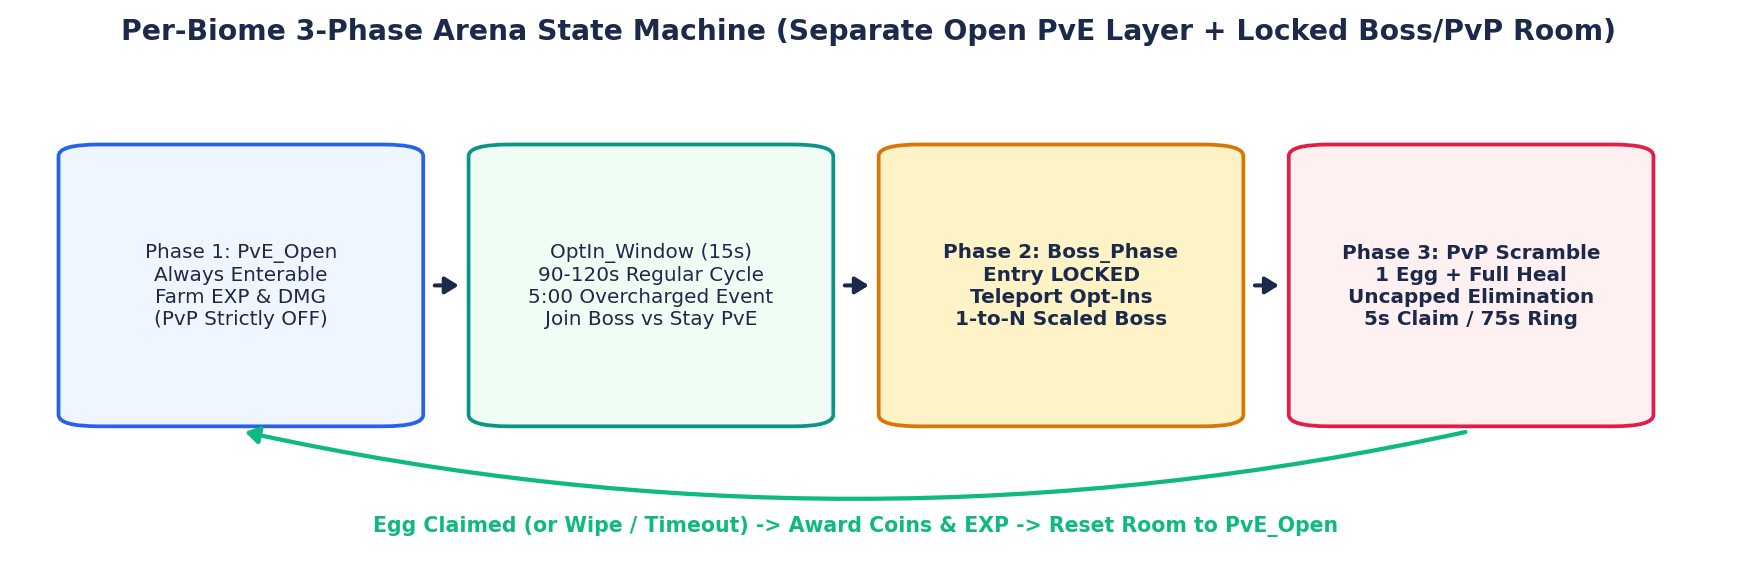 Per-Biome 3-Phase Arena State Machine (Separate Open PvE Layer + Locked Boss/PvP Room)
Phase 1: PvE_Open
Always Enterable
Farm EXP & DMG
(PvP Strictly OFF)
OptIn_Window (15s)
90-120s Regular Cycle
5:00 Overcharged Event
Join Boss vs Stay PvE
Phase 2: Boss_Phase
Entry LOCKED
Teleport Opt-Ins
1-to-N Scaled Boss
Phase 3: PvP Scramble
1 Egg + Full Heal
Uncapped Elimination
5s Claim / 75s Ring
Egg Claimed (or Wipe / Timeout) -> Award Coins & EXP -> Reset Room to PvE_Open